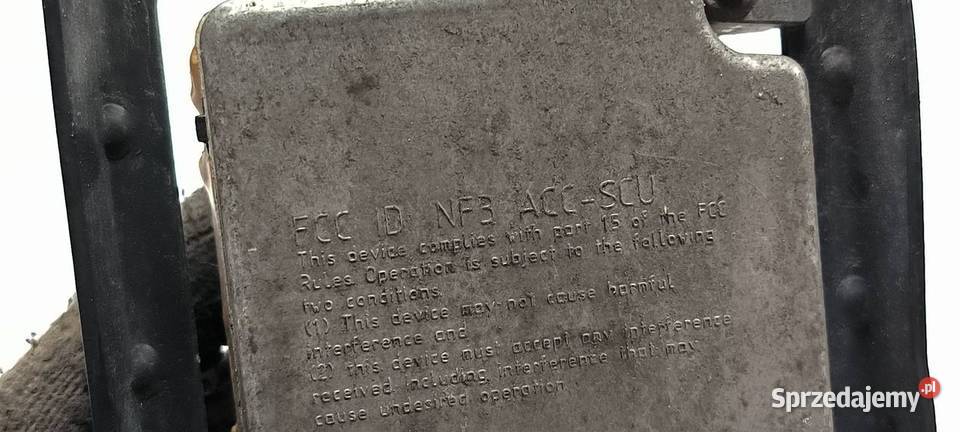 FCC ID NF3 ACC-SCU
This device complies with part 15 of the FCC
Rules. Operation is subject to the following
two conditions.
(1) This device may not cause harmful
interference and
(2) this device must accept any interference
received, including interference that may
cause undesired operation.
Sprzedajemy.pl